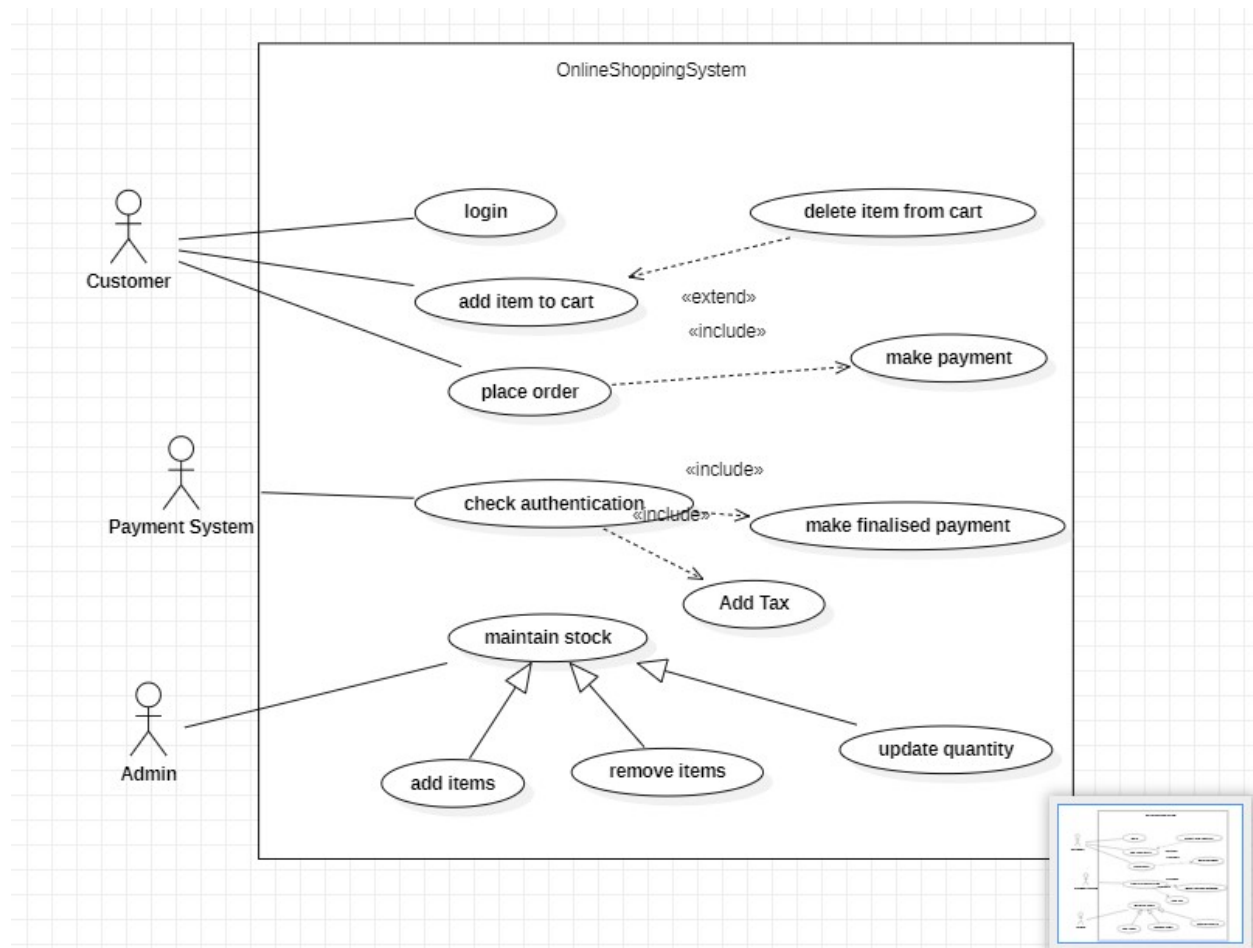 OnlineShoppingSystem
login
delete item from cart
Customer
add item to cart
«extend»
«include»
make payment
place order
«include»
check authentication
«include»
Payment System
make finalised payment
Add Tax
maintain stock
update quantity
Admin
add items
remove items